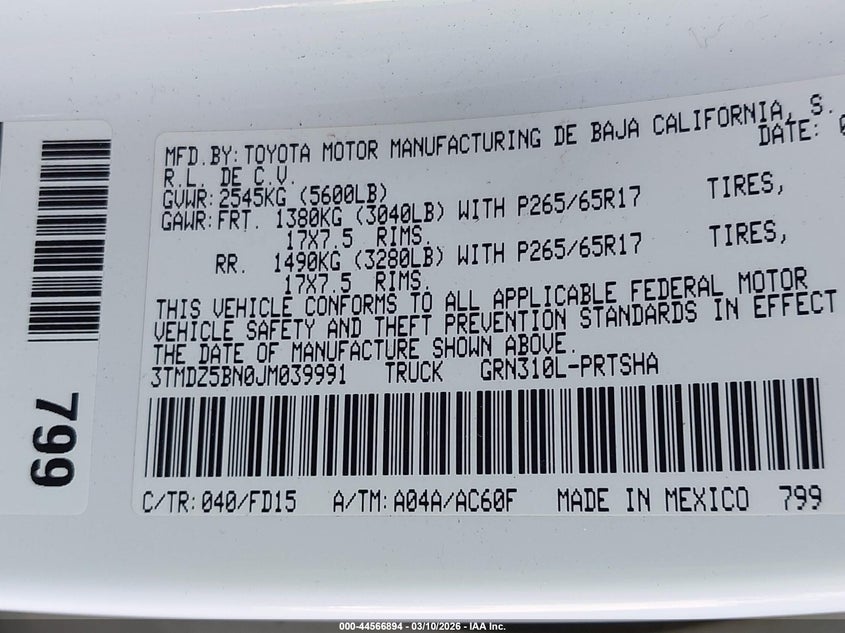 MFD.BY: TOYOTA MOTOR MANUFACTURING DE BAJA CALIFORNIA, S.
R.L. DE C.V. DATE: 0
GVWR: 2545KG (5600LB)
GAWR: FRT. 1380KG (3040LB) WITH P265/65R17 TIRES,
17X7.5 RIMS.
RR. 1490KG (3280LB) WITH P265/65R17 TIRES,
17X7.5 RIMS.
THIS VEHICLE CONFORMS TO ALL APPLICABLE FEDERAL MOTOR
VEHICLE SAFETY AND THEFT PREVENTION STANDARDS IN EFFECT
THE DATE OF MANUFACTURE SHOWN ABOVE.
3TMDZ5BN0JM039991 TRUCK GRN310L-PRTSHA
C/TR: 040/FD15 A/TM: A04A/AC60F MADE IN MEXICO 799
799
000-44566894 - 03/10/2026 - IAA Inc.